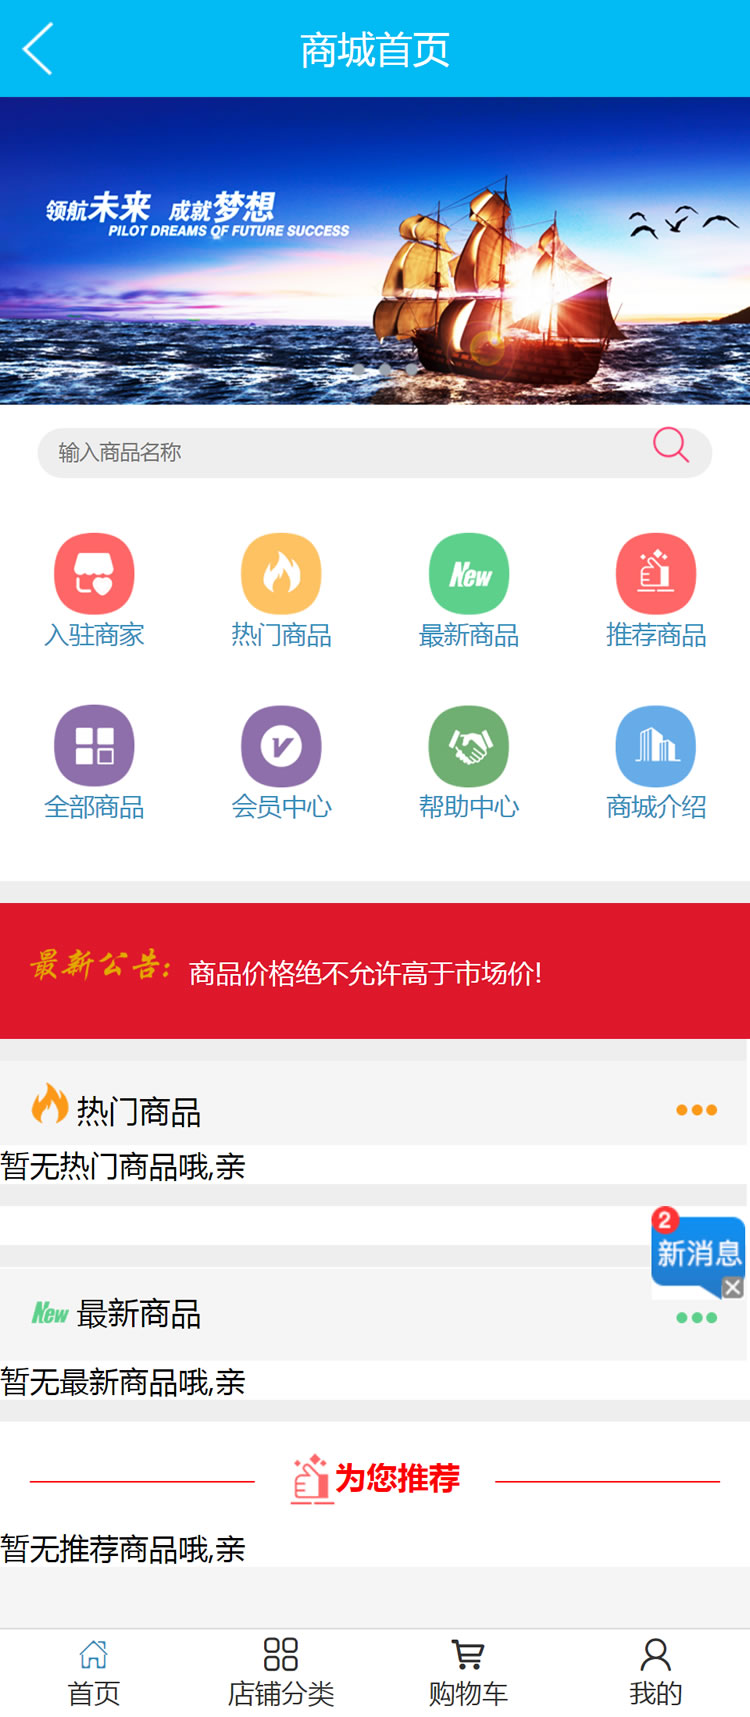 商城首页
领航未来 成就梦想
PILOT DREAMS OF FUTURE SUCCESS
输入商品名称
New
入驻商家 热门商品 最新商品 推荐商品
全部商品 会员中心 帮助中心 商城介绍
最新公告: 商品价格绝不允许高于市场价!
热门商品
暂无热门商品哦,亲
2
新消息
New 最新商品
暂无最新商品哦,亲
为您推荐
暂无推荐商品哦,亲
首页 店铺分类 购物车 我的